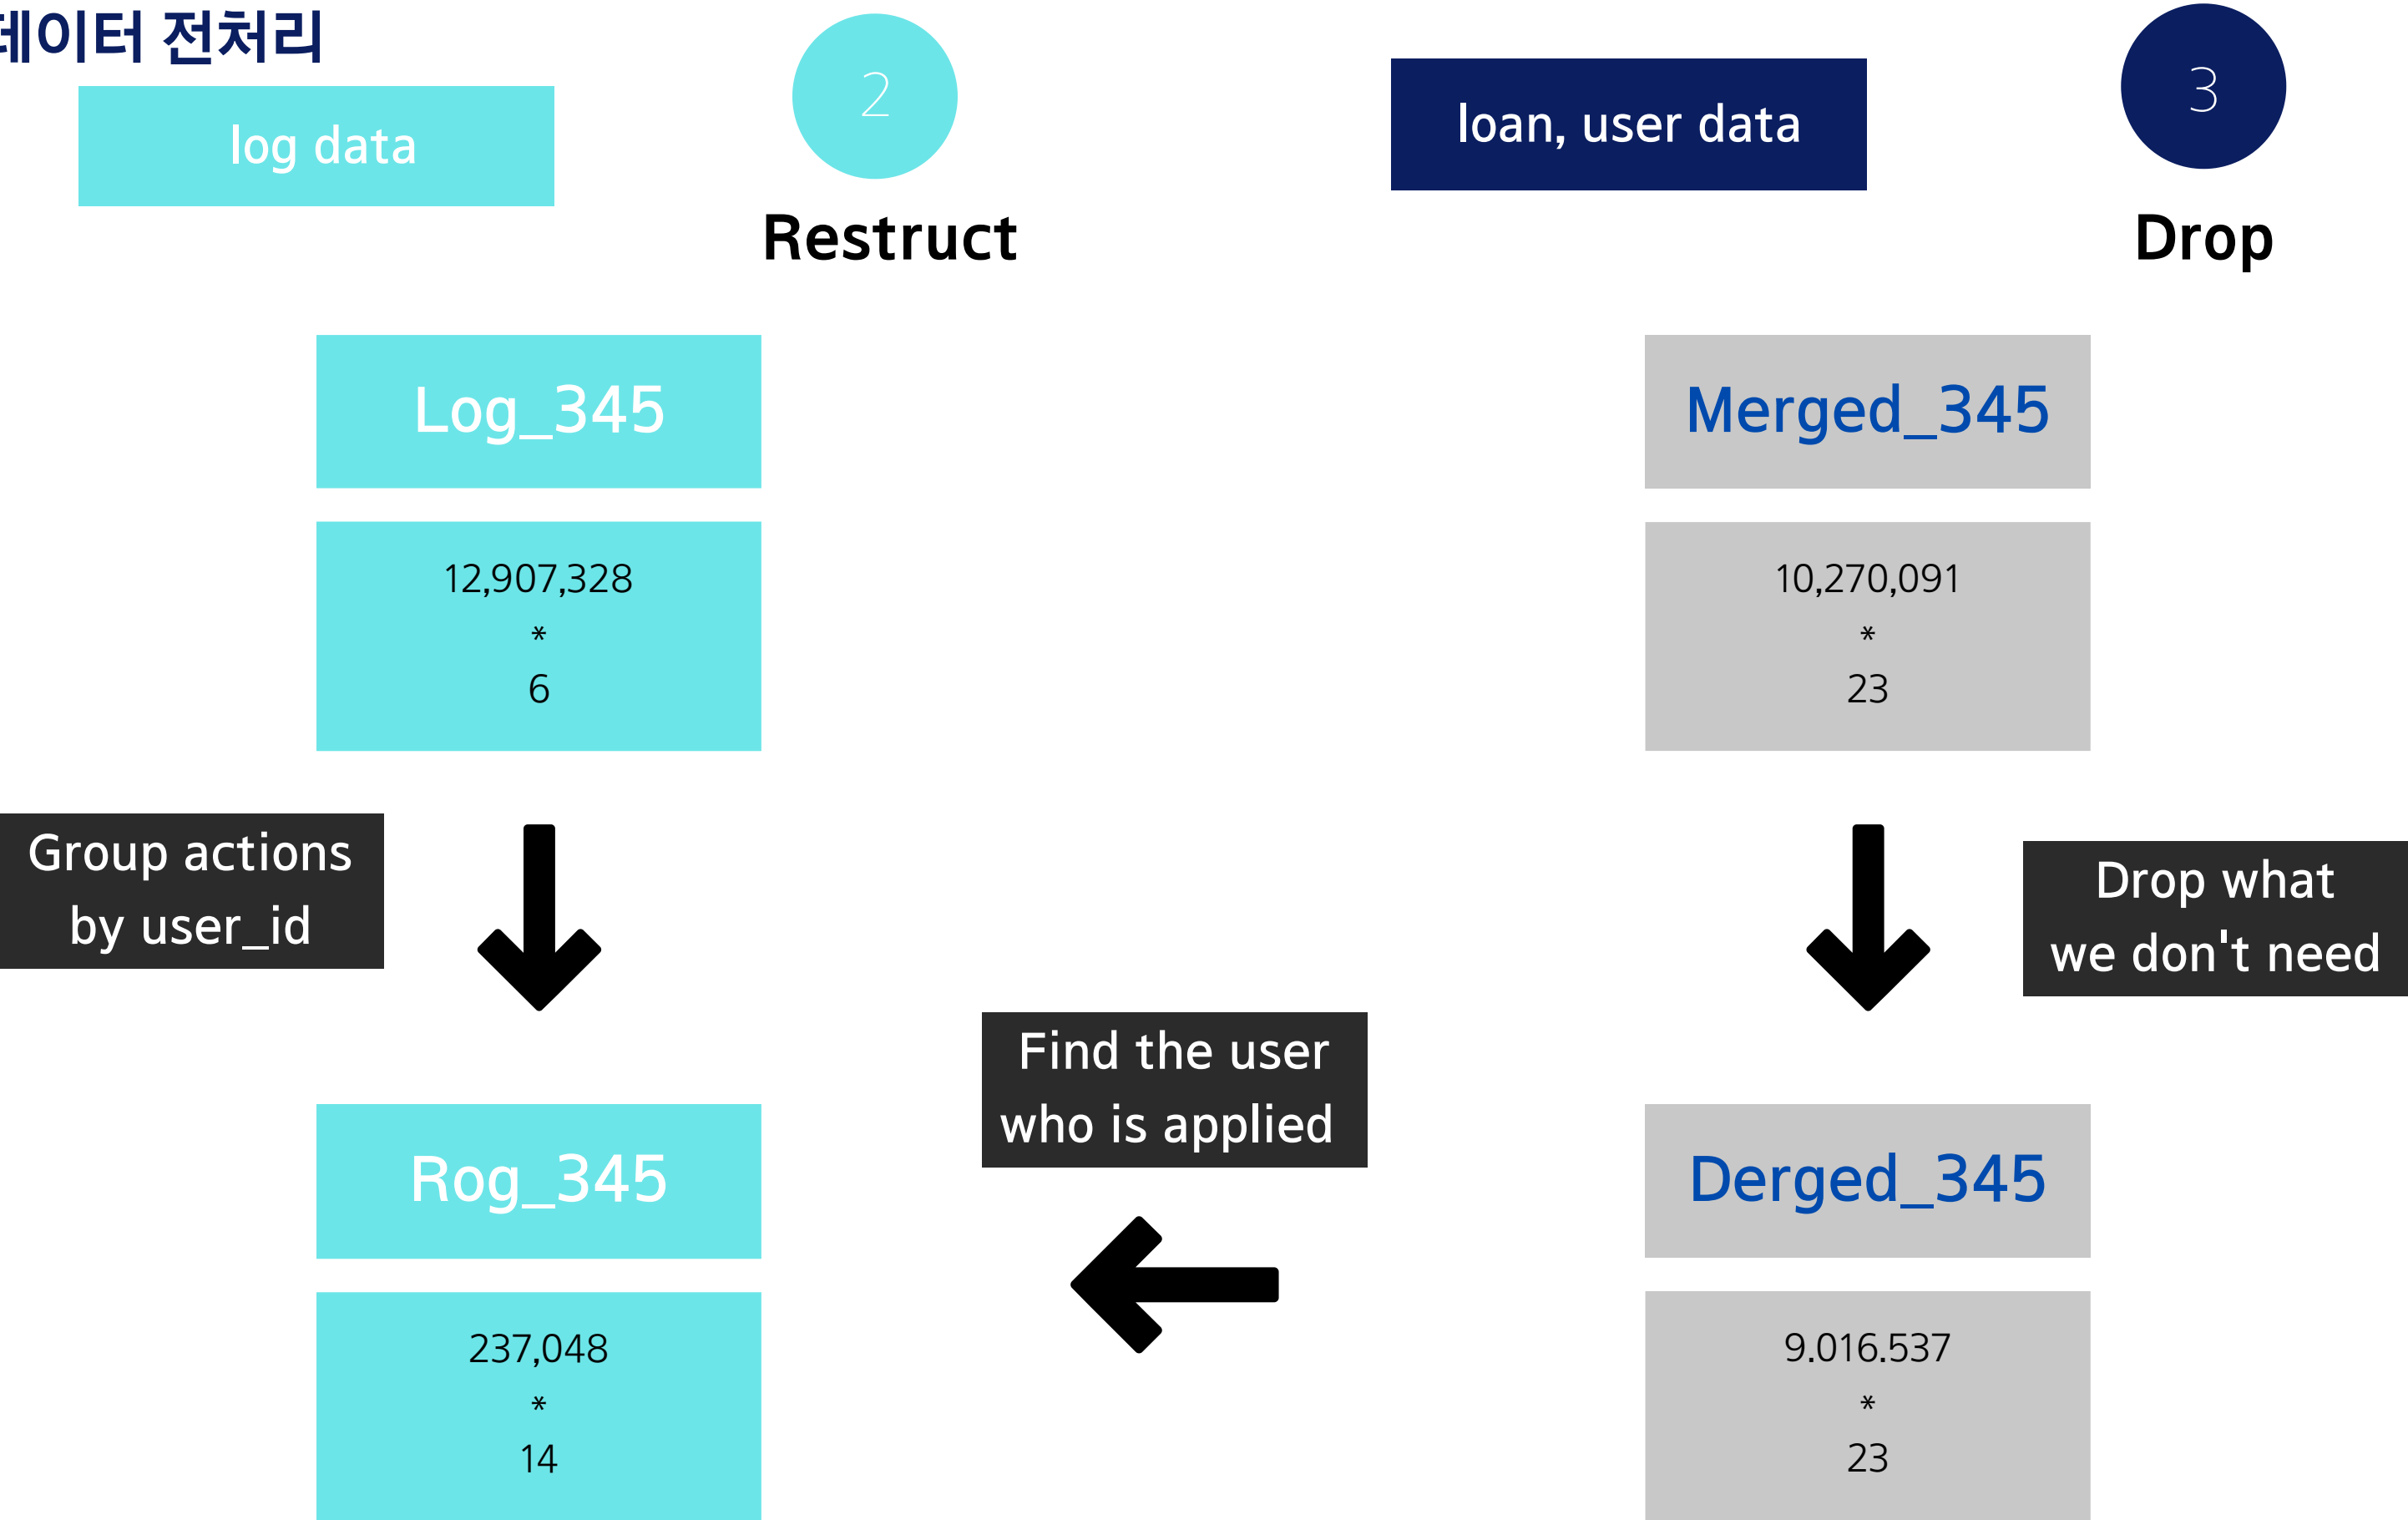 데이터 전처리
log data
2
Restruct
loan, user data
3
Drop
Log_345
12,907,328
*
6
Group actions
by user_id
Rog_345
237,048
*
14
Merged_345
10,270,091
*
23
Drop what
we don't need
Find the user
who is applied
Derged_345
9.016.537
*
23